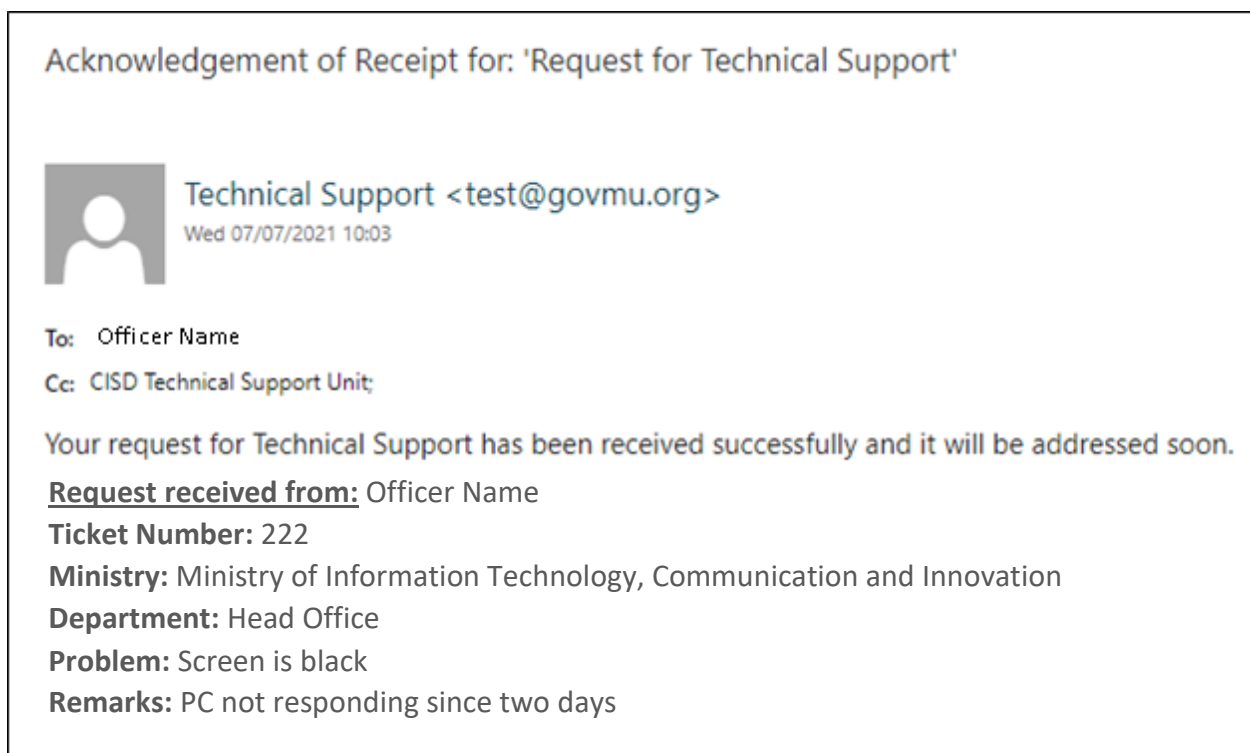 Acknowledgement of Receipt for: 'Request for Technical Support'
Technical Support <test@govmu.org>
Wed 07/07/2021 10:03
To: Officer Name
Cc: CISD Technical Support Unit;
Your request for Technical Support has been received successfully and it will be addressed soon.
Request received from: Officer Name
Ticket Number: 222
Ministry: Ministry of Information Technology, Communication and Innovation
Department: Head Office
Problem: Screen is black
Remarks: PC not responding since two days